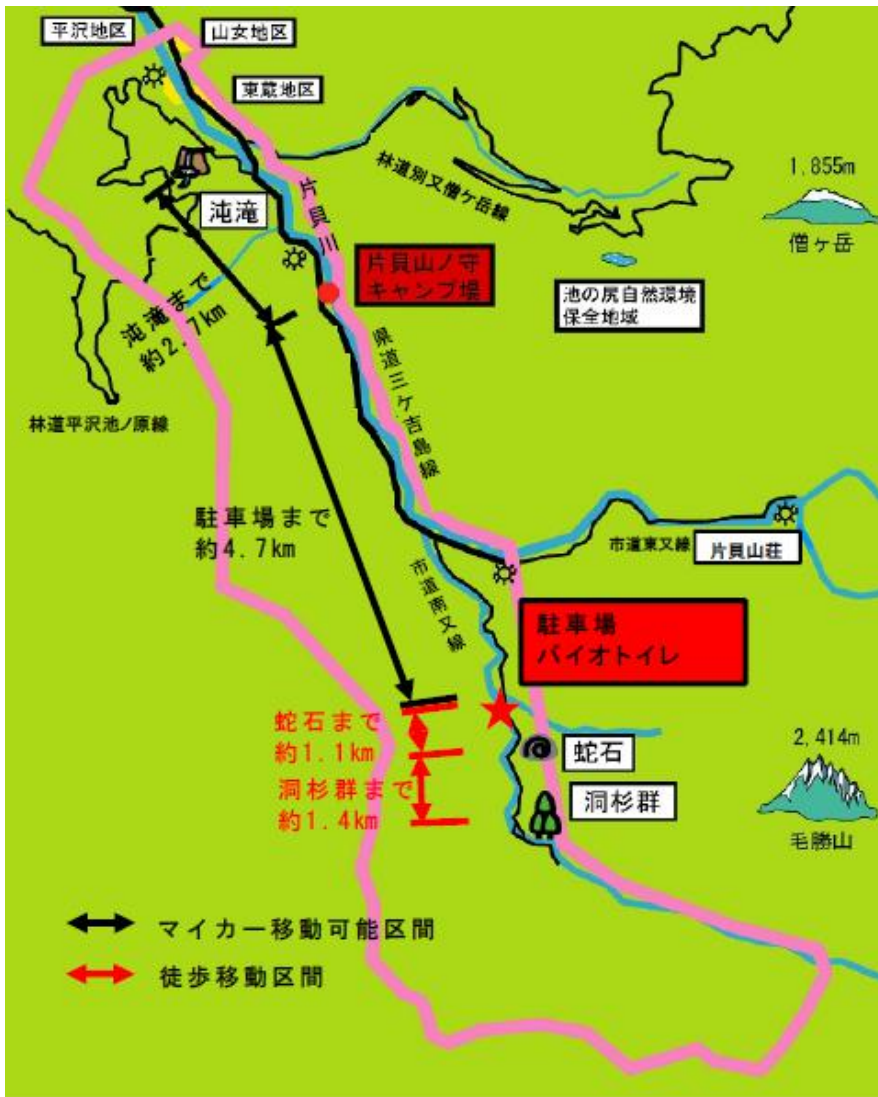 平沢地区
山女地区
東蔵地区
林道別又僧ケ岳線
1,855m
僧ヶ岳
沌滝
片貝川
片貝山ノ守
キャンプ場
池の尻自然環境
保全地域
沌滝まで
約2.7km
県道三ケ吉島線
林道平沢池ノ原線
駐車場まで
約4.7km
市道東又線
片貝山荘
市道南又線
駐車場
バイオトイレ
蛇石まで
約1.1km
蛇石
2,414m
毛勝山
洞杉群まで
約1.4km
洞杉群
マイカー移動可能区間
徒歩移動区間